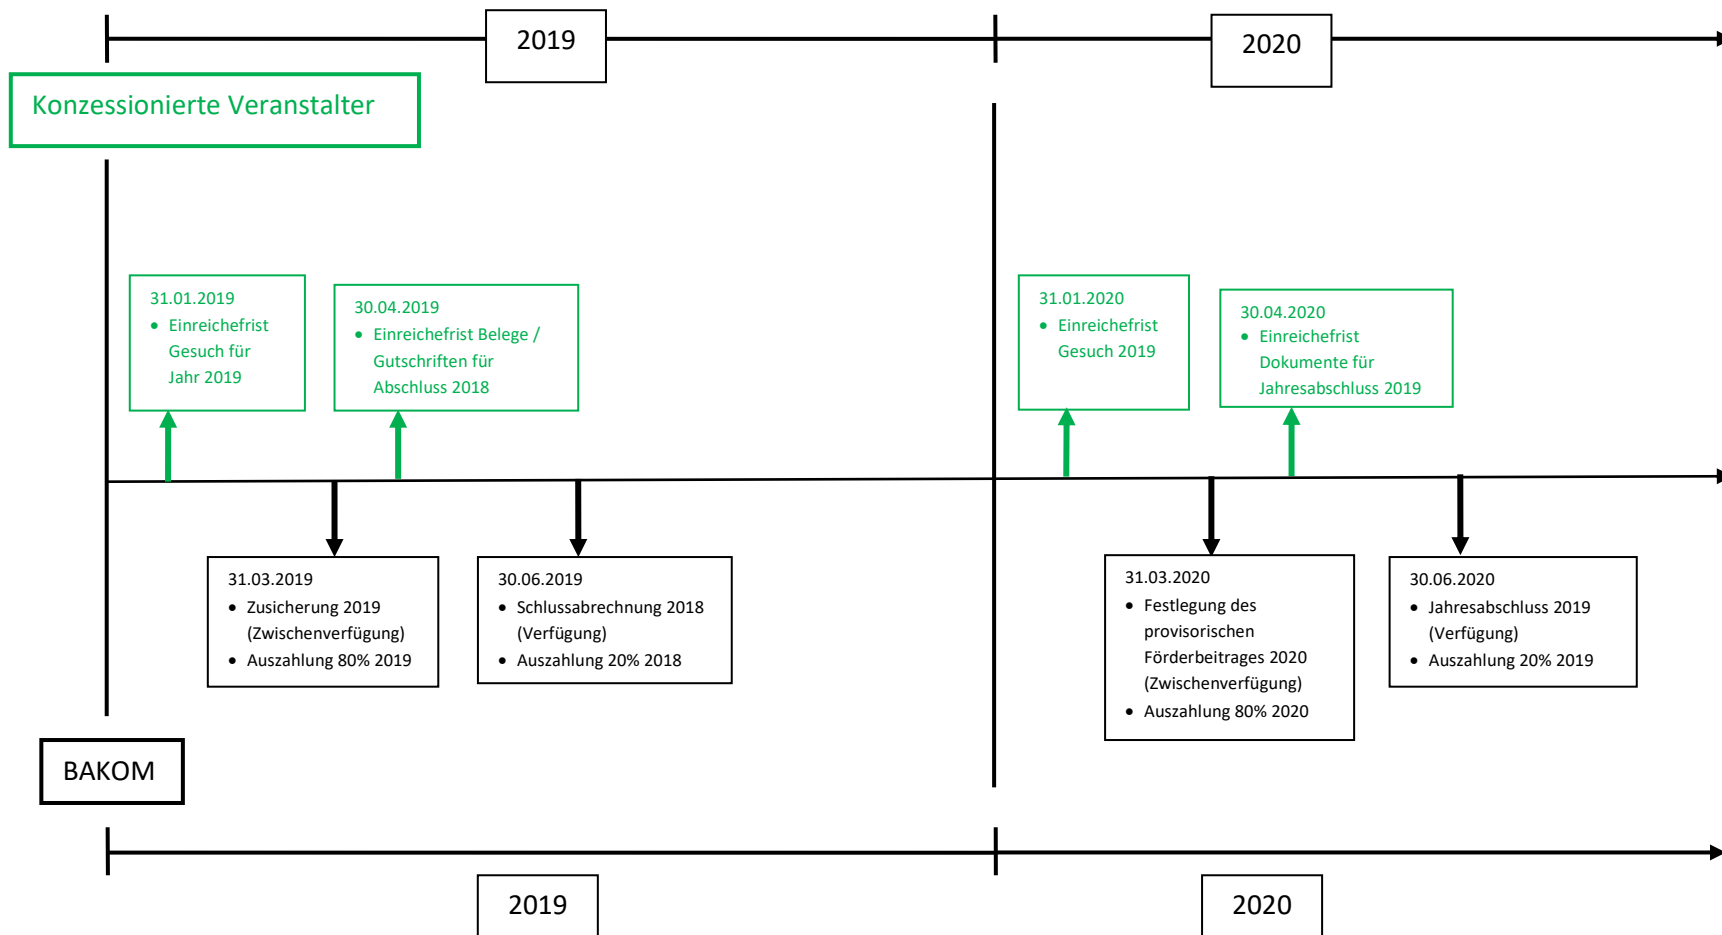 2019
2020
Konzessionierte Veranstalter
31.01.2019
• Einreichefrist
Gesuch für
Jahr 2019
30.04.2019
• Einreichefrist Belege /
Gutschriften für
Abschluss 2018
31.01.2020
• Einreichefrist
Gesuch 2019
30.04.2020
• Einreichefrist
Dokumente für
Jahresabschluss 2019
31.03.2019
• Zusicherung 2019
(Zwischenverfügung)
• Auszahlung 80% 2019
30.06.2019
• Schlussabrechnung 2018
(Verfügung)
• Auszahlung 20% 2018
31.03.2020
• Festlegung des
provisorischen
Förderbeitrages 2020
(Zwischenverfügung)
• Auszahlung 80% 2020
30.06.2020
• Jahresabschluss 2019
(Verfügung)
• Auszahlung 20% 2019
BAKOM
2019
2020